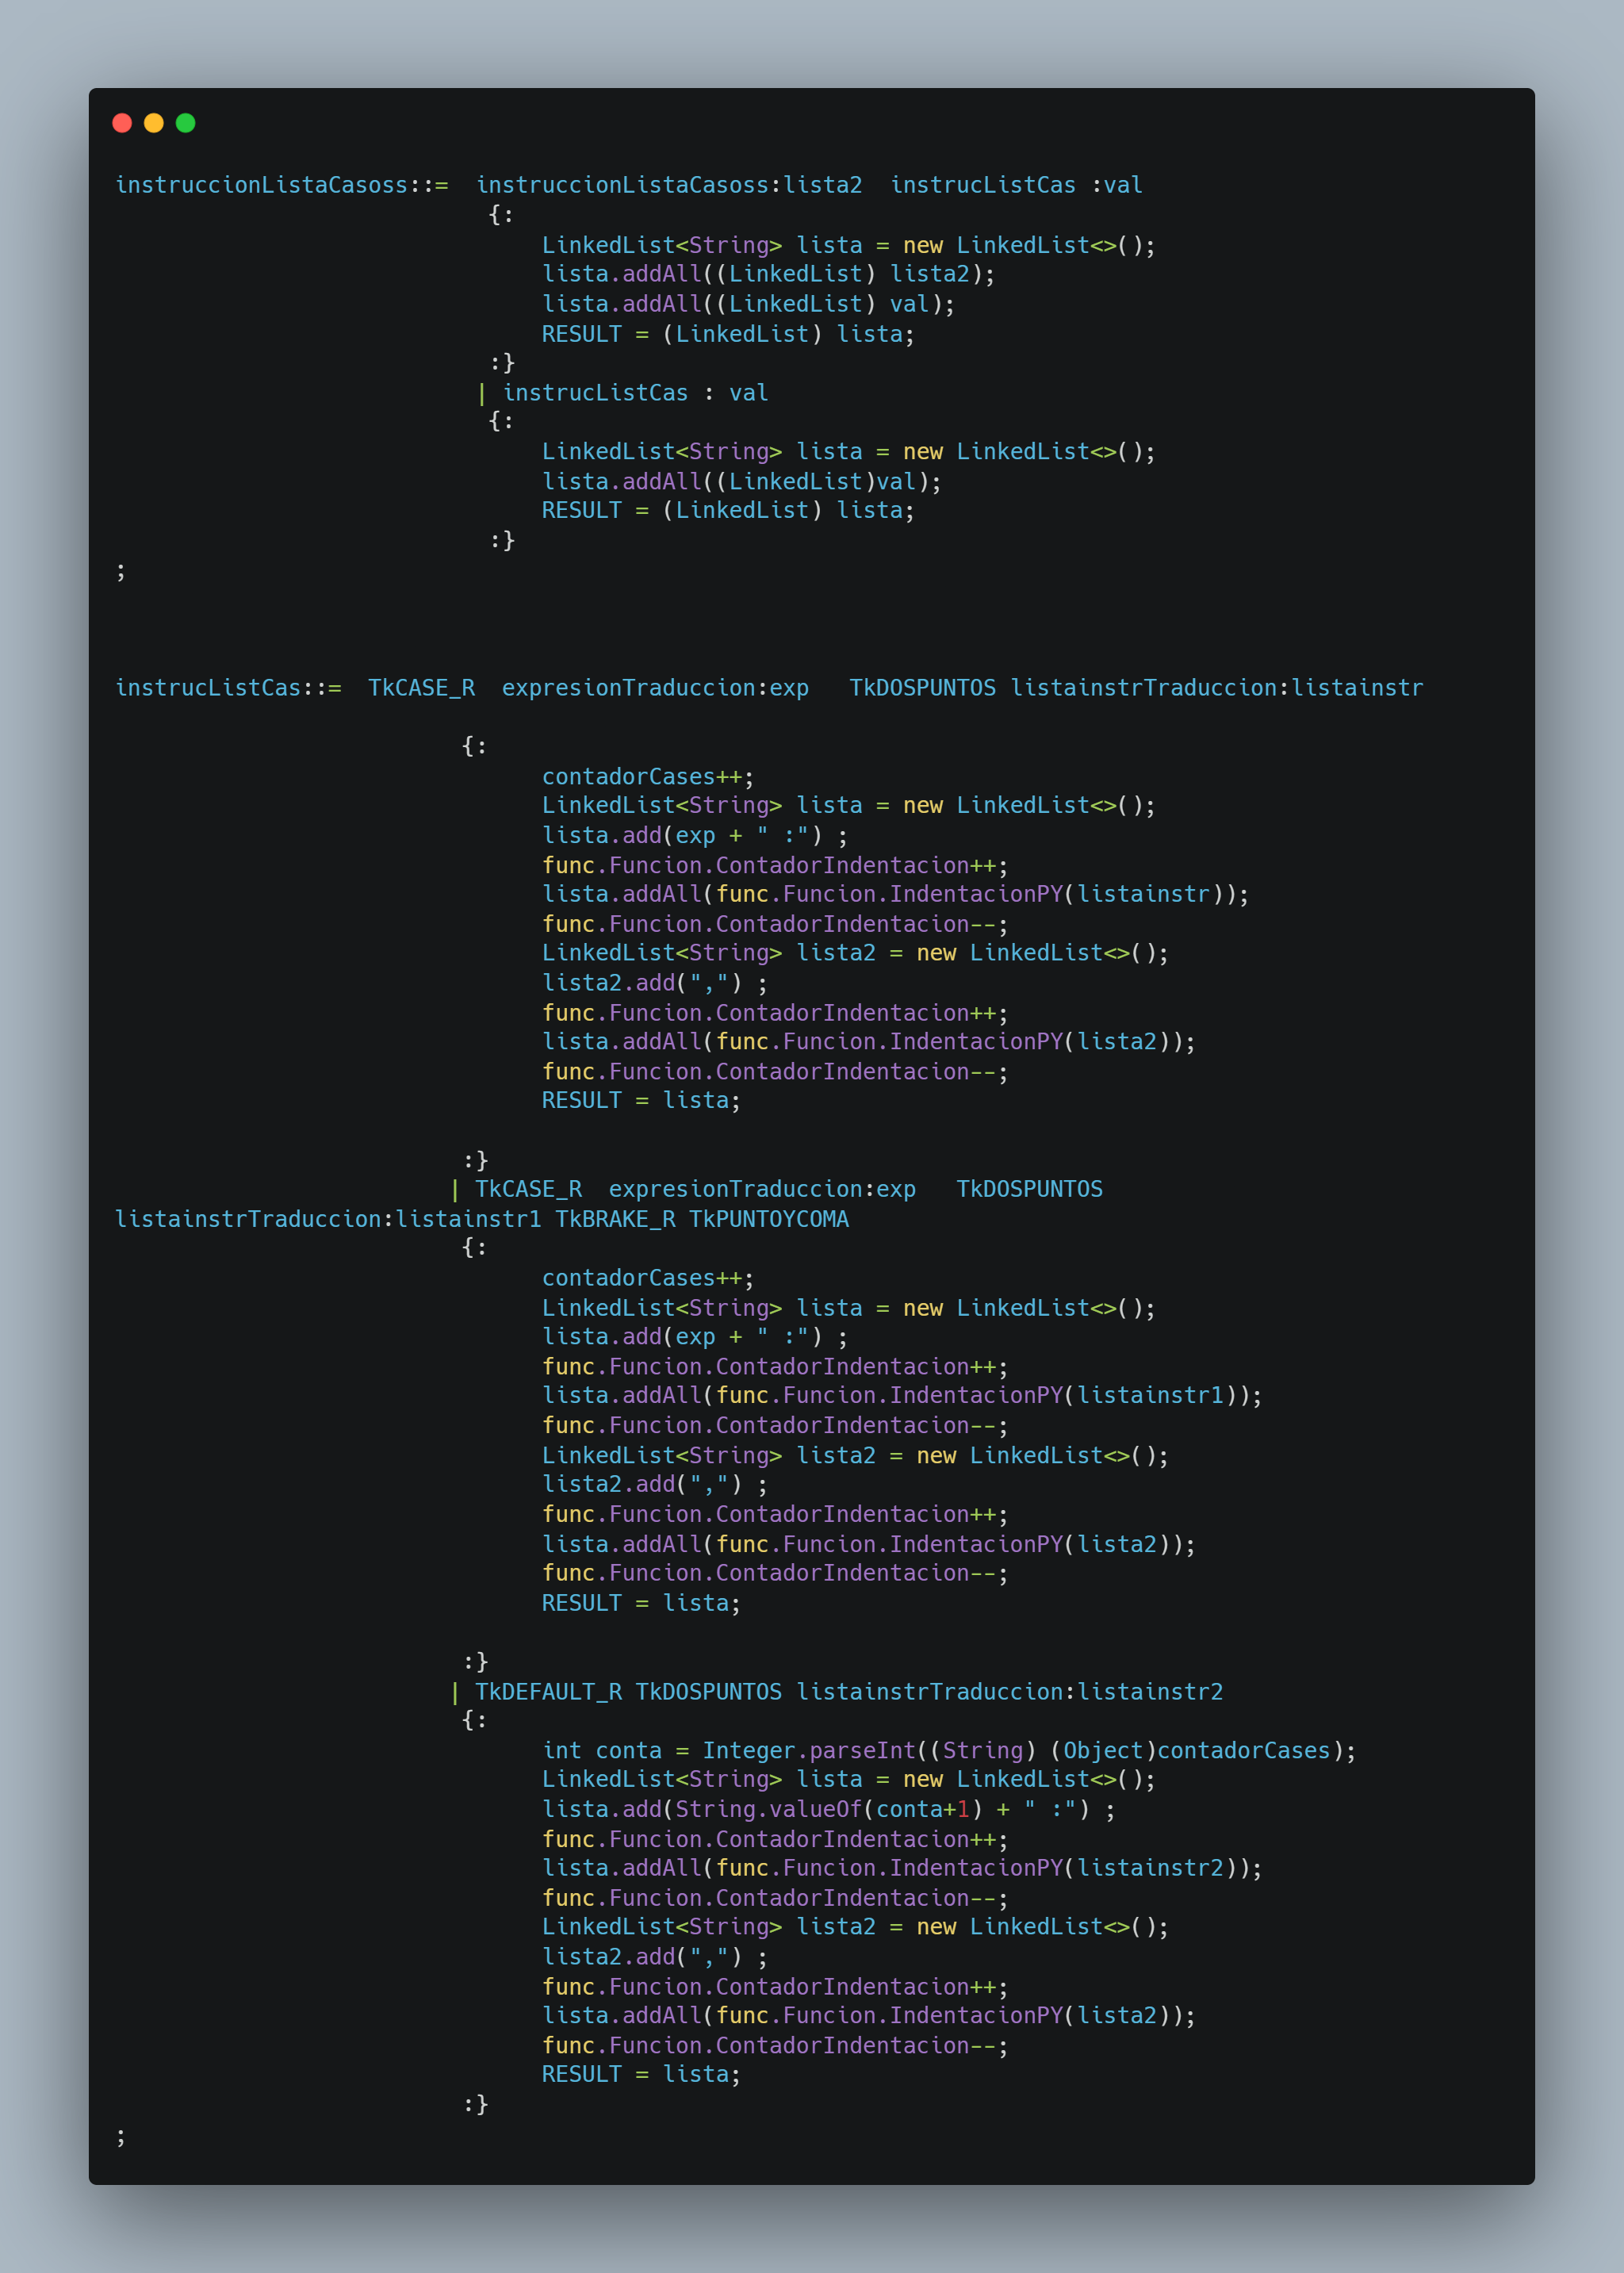 instruccionListaCasoss::=  instruccionListaCasoss:lista2  instrucListCas :val
                            {:
                                LinkedList<String> lista = new LinkedList<>();
                                lista.addAll((LinkedList) lista2);
                                lista.addAll((LinkedList) val);
                                RESULT = (LinkedList) lista;
                            :}
                           | instrucListCas : val
                            {:
                                LinkedList<String> lista = new LinkedList<>();
                                lista.addAll((LinkedList)val);
                                RESULT = (LinkedList) lista;
                            :}
;
instrucListCas::=  TkCASE_R  expresionTraduccion:exp   TkDOSPUNTOS listainstrTraduccion:listainstr
                          {:
                                contadorCases++;
                                LinkedList<String> lista = new LinkedList<>();
                                lista.add(exp + " :") ;
                                func.Funcion.ContadorIndentacion++;
                                lista.addAll(func.Funcion.IndentacionPY(listainstr));
                                func.Funcion.ContadorIndentacion--;
                                LinkedList<String> lista2 = new LinkedList<>();
                                lista2.add(",") ;
                                func.Funcion.ContadorIndentacion++;
                                lista.addAll(func.Funcion.IndentacionPY(lista2));
                                func.Funcion.ContadorIndentacion--;
                                RESULT = lista;
                          :}
                         | TkCASE_R  expresionTraduccion:exp   TkDOSPUNTOS
listainstrTraduccion:listainstr1 TkBRAKE_R TkPUNTOYCOMA
                          {:
                                contadorCases++;
                                LinkedList<String> lista = new LinkedList<>();
                                lista.add(exp + " :") ;
                                func.Funcion.ContadorIndentacion++;
                                lista.addAll(func.Funcion.IndentacionPY(listainstr1));
                                func.Funcion.ContadorIndentacion--;
                                LinkedList<String> lista2 = new LinkedList<>();
                                lista2.add(",") ;
                                func.Funcion.ContadorIndentacion++;
                                lista.addAll(func.Funcion.IndentacionPY(lista2));
                                func.Funcion.ContadorIndentacion--;
                                RESULT = lista;
                          :}
                         | TkDEFAULT_R TkDOSPUNTOS listainstrTraduccion:listainstr2
                          {:
                                int conta = Integer.parseInt((String) (Object)contadorCases);
                                LinkedList<String> lista = new LinkedList<>();
                                lista.add(String.valueOf(conta+1) + " :") ;
                                func.Funcion.ContadorIndentacion++;
                                lista.addAll(func.Funcion.IndentacionPY(listainstr2));
                                func.Funcion.ContadorIndentacion--;
                                LinkedList<String> lista2 = new LinkedList<>();
                                lista2.add(",") ;
                                func.Funcion.ContadorIndentacion++;
                                lista.addAll(func.Funcion.IndentacionPY(lista2));
                                func.Funcion.ContadorIndentacion--;
                                RESULT = lista;
                          :}
;